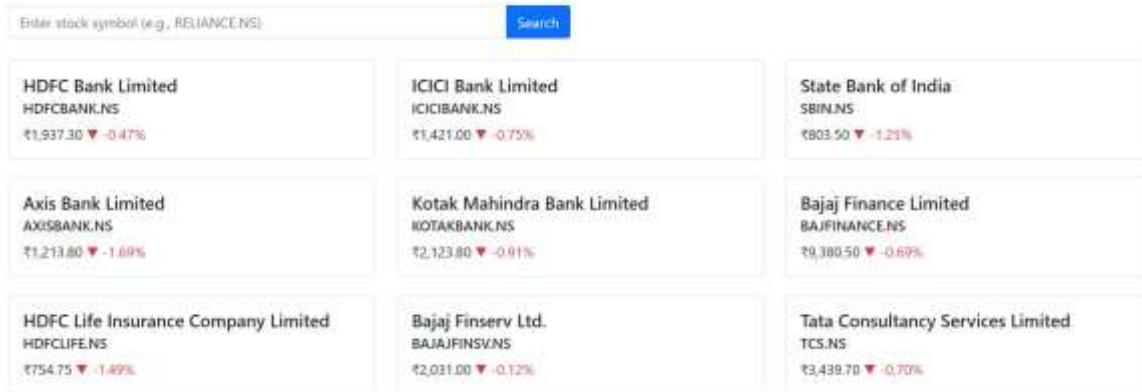 Enter stock symbol (e.g., RELIANCE.NS)
Search
HDFC Bank Limited
HDFCBANK.NS
₹1,937.30 ▼ -0.47%
ICICI Bank Limited
ICICIBANK.NS
₹1,421.00 ▼ -0.75%
State Bank of India
SBIN.NS
₹803.50 ▼ -1.25%
Axis Bank Limited
AXISBANK.NS
₹1,213.80 ▼ -1.69%
Kotak Mahindra Bank Limited
KOTAKBANK.NS
₹2,123.80 ▼ -0.91%
Bajaj Finance Limited
BAJFINANCE.NS
₹9,380.50 ▼ -0.69%
HDFC Life Insurance Company Limited
HDFCLIFE.NS
₹754.75 ▼ -1.49%
Bajaj Finserv Ltd.
BAJAJFINSV.NS
₹2,031.00 ▼ -0.12%
Tata Consultancy Services Limited
TCS.NS
₹3,439.70 ▼ -0.70%